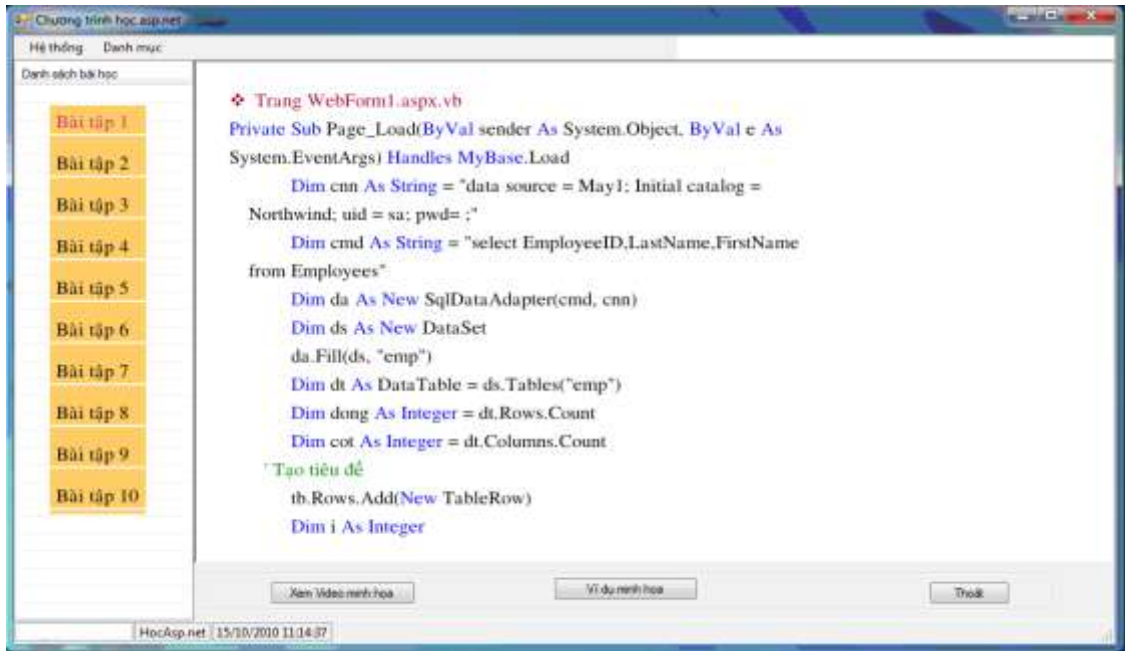 Chương trình học asp.net
Hệ thống Danh mục
Danh sách bài học
Bài tập 1
Bài tập 2
Bài tập 3
Bài tập 4
Bài tập 5
Bài tập 6
Bài tập 7
Bài tập 8
Bài tập 9
Bài tập 10
❖ Trang WebForm1.aspx.vb
Private Sub Page_Load(ByVal sender As System.Object, ByVal e As
System.EventArgs) Handles MyBase.Load
Dim cnn As String = "data source = May1; Initial catalog =
Northwind; uid = sa; pwd= ;"
Dim cmd As String = "select EmployeeID,LastName,FirstName
from Employees"
Dim da As New SqlDataAdapter(cmd, cnn)
Dim ds As New DataSet
da.Fill(ds, "emp")
Dim dt As DataTable = ds.Tables("emp")
Dim dong As Integer = dt.Rows.Count
Dim cot As Integer = dt.Columns.Count
' Tạo tiêu đề
tb.Rows.Add(New TableRow)
Dim i As Integer
Xem Video minh họa
Ví dụ minh họa
Thoát
HocAsp.net 15/10/2010 11:14:37